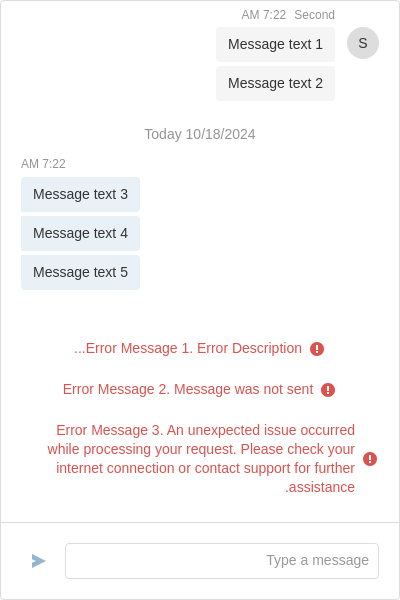 AM 7:22 Second
Message text 1
S
Message text 2
Today 10/18/2024
AM 7:22
Message text 3
Message text 4
Message text 5
...Error Message 1. Error Description
Error Message 2. Message was not sent
Error Message 3. An unexpected issue occurred
while processing your request. Please check your
internet connection or contact support for further
.assistance
Type a message